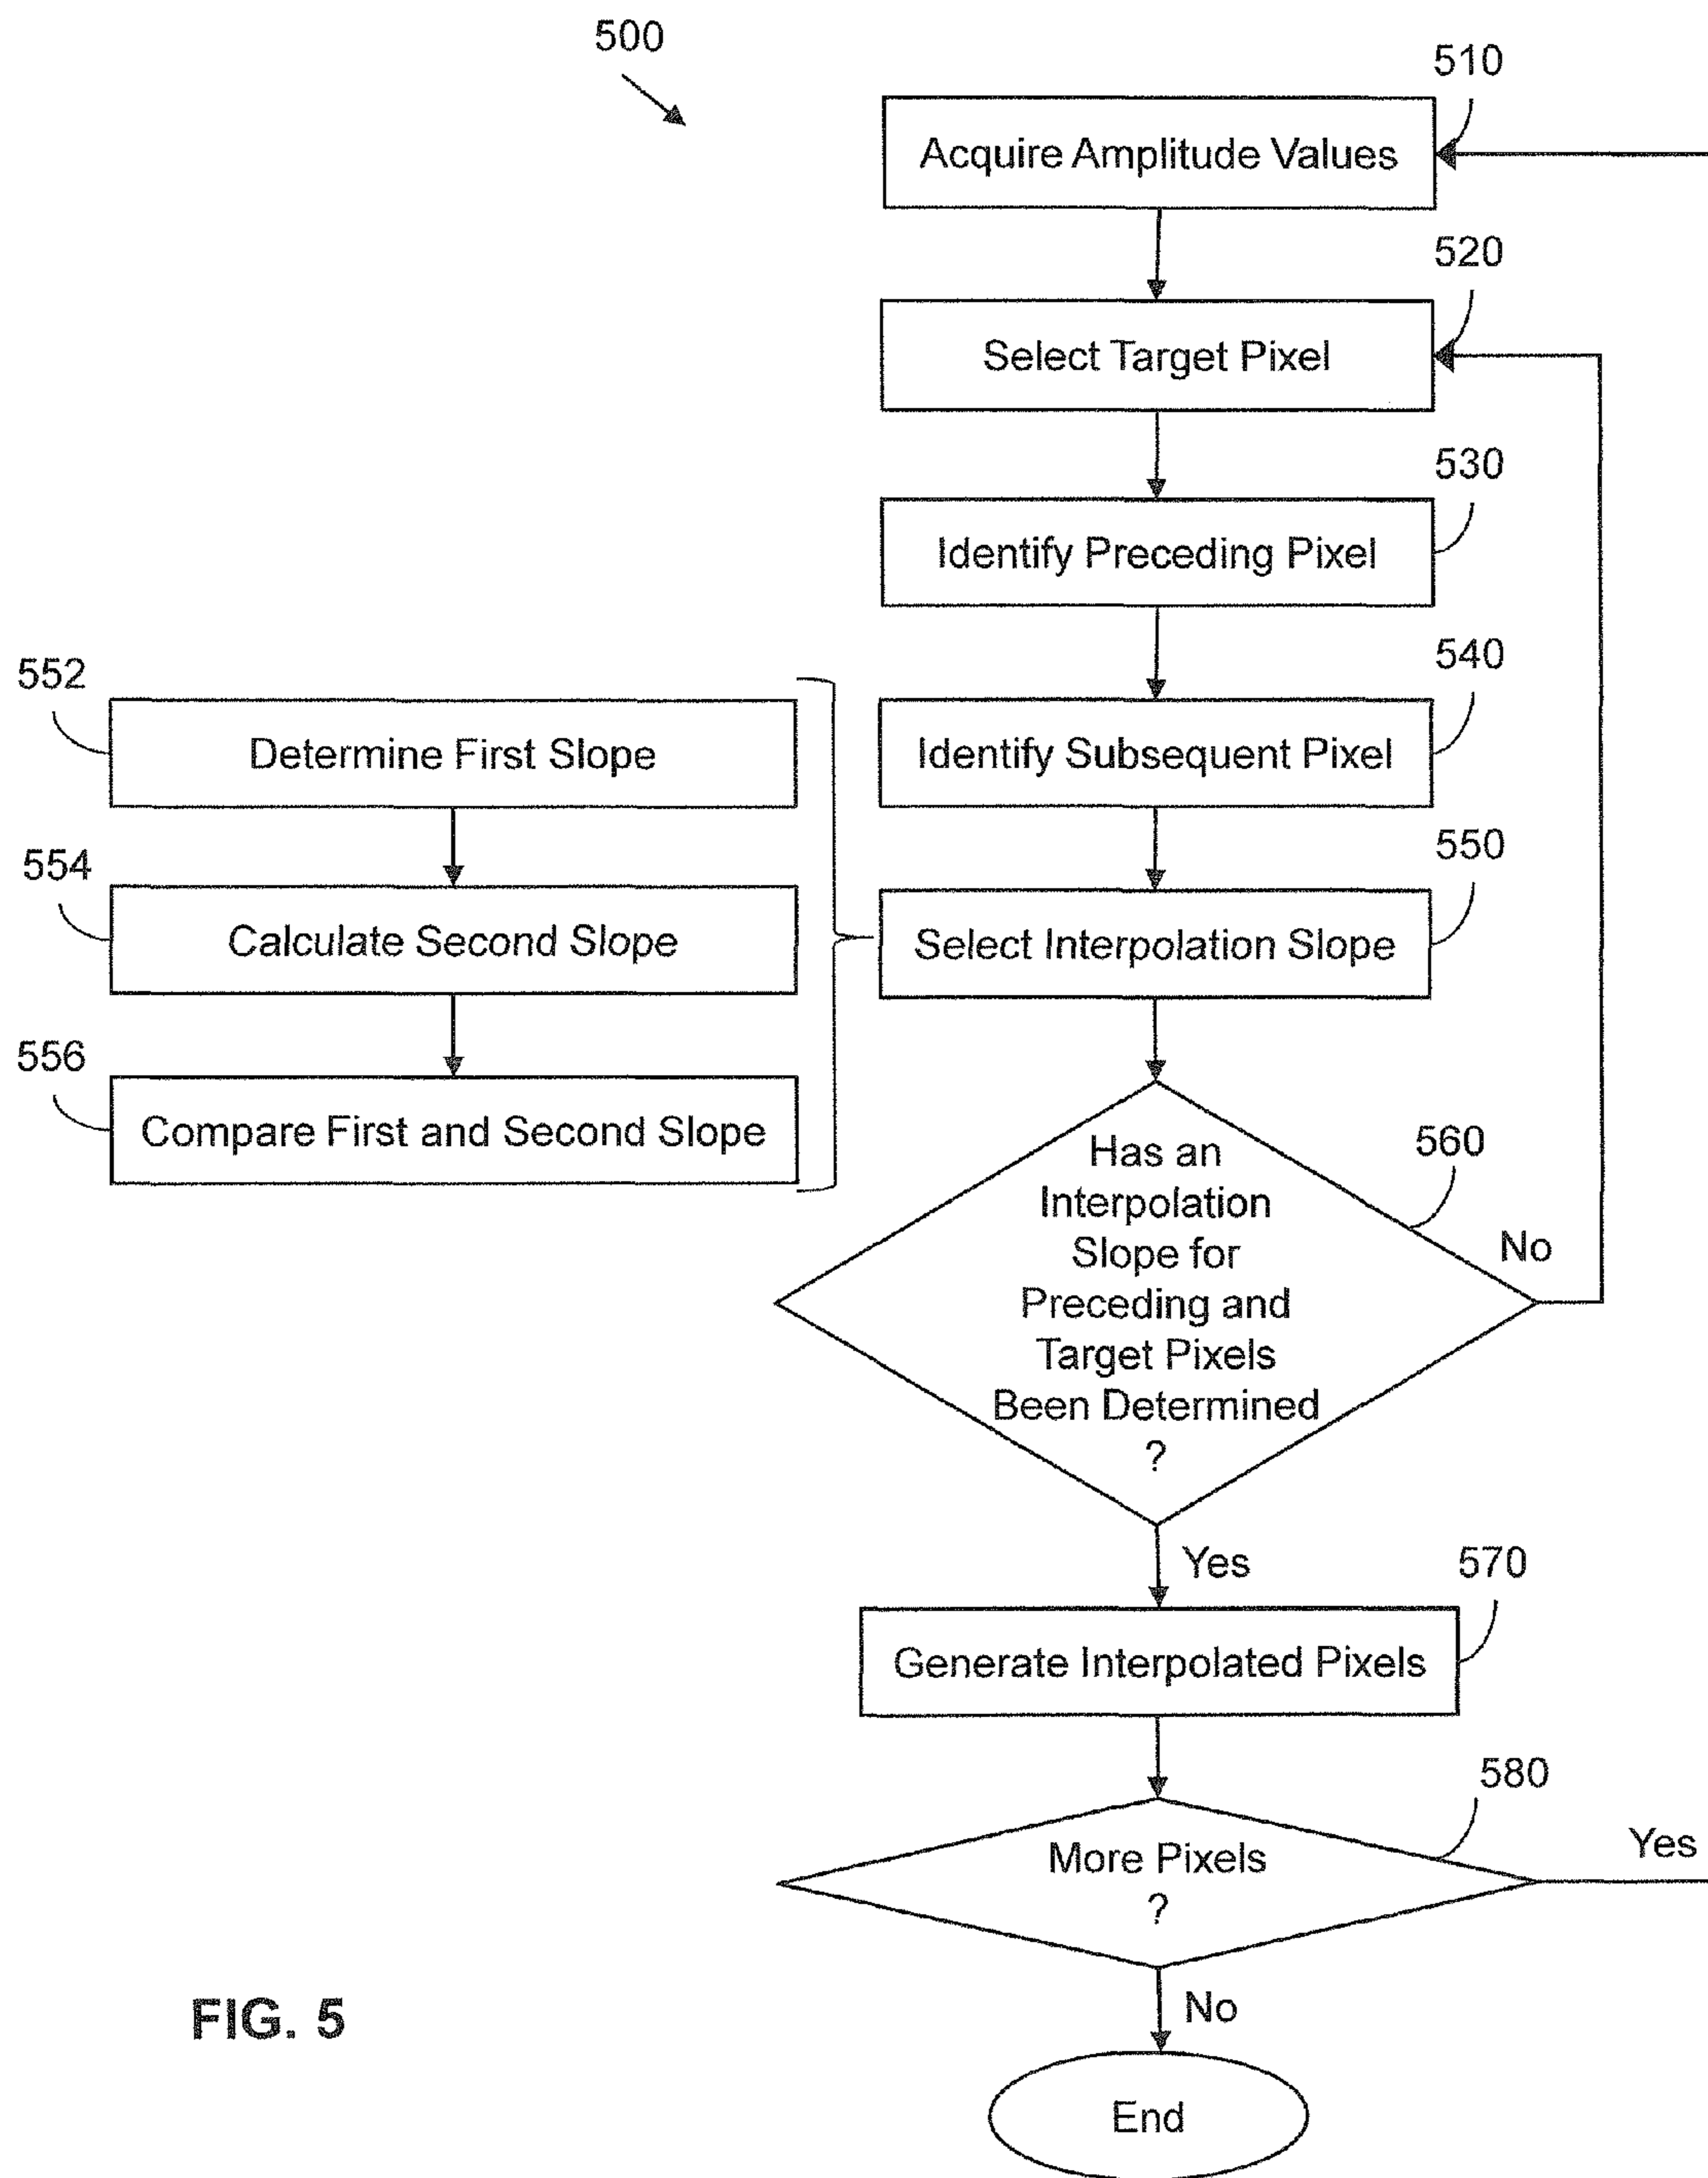 500
510
Acquire Amplitude Values
520
Select Target Pixel
530
Identify Preceding Pixel
540
Identify Subsequent Pixel
550
Select Interpolation Slope
552
Determine First Slope
554
Calculate Second Slope
556
Compare First and Second Slope
560
Has an
Interpolation
Slope for
Preceding and
Target Pixels
Been Determined
?
No
Yes
570
Generate Interpolated Pixels
580
More Pixels
?
Yes
No
End
FIG. 5